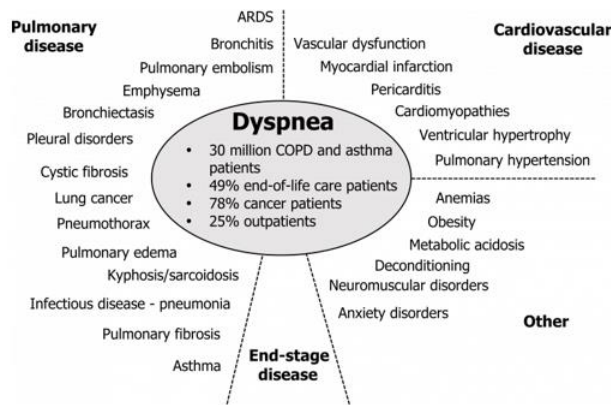 Pulmonary
disease
ARDS
Bronchitis
Pulmonary embolism
Emphysema
Bronchiectasis
Pleural disorders
Cystic fibrosis
Lung cancer
Pneumothorax
Pulmonary edema
Kyphosis/sarcoidosis
Infectious disease - pneumonia
Pulmonary fibrosis
Asthma
Dyspnea
• 30 million COPD and asthma
patients
• 49% end-of-life care patients
• 78% cancer patients
• 25% outpatients
Cardiovascular
disease
Vascular dysfunction
Myocardial infarction
Pericarditis
Cardiomyopathies
Ventricular hypertrophy
Pulmonary hypertension
Anemias
Obesity
Metabolic acidosis
Deconditioning
Neuromuscular disorders
Anxiety disorders
Other
End-stage
disease